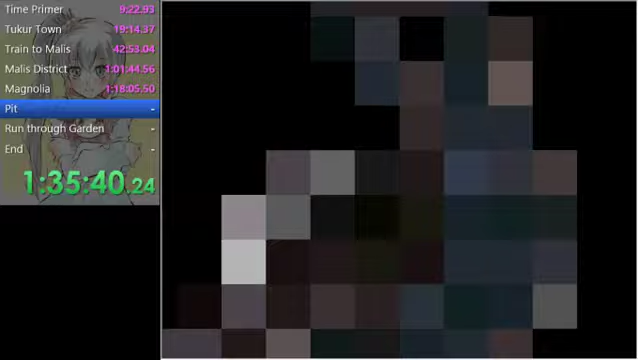 Time Primer 9:22.93
Tukur Town 19:14.37
Train to Malis 42:53.04
Malis District 1:01:44.56
Magnolia 1:18:05.50
Pit -
Run through Garden -
End -
1:35:40.24